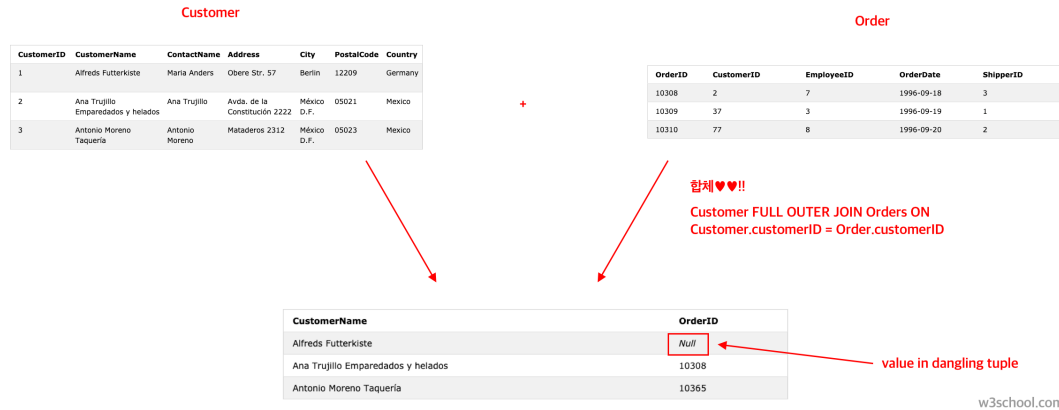 Customer
Order
CustomerID CustomerName ContactName Address City PostalCode Country
1 Alfreds Futterkiste Maria Anders Obere Str. 57 Berlin 12209 Germany
2 Ana Trujillo Ana Trujillo Avda. de la México 05021 Mexico
Emparedados y helados Constitución 2222 D.F.
3 Antonio Moreno Antonio Mataderos 2312 México 05023 Mexico
Taquería Moreno D.F.
+
OrderID CustomerID EmployeeID OrderDate ShipperID
10308 2 7 1996-09-18 3
10309 37 3 1996-09-19 1
10310 77 8 1996-09-20 2
합체♥♥!!
Customer FULL OUTER JOIN Orders ON
Customer.customerID = Order.customerID
CustomerName OrderID
Alfreds Futterkiste Null
Ana Trujillo Emparedados y helados 10308
Antonio Moreno Taquería 10365
value in dangling tuple
w3school.com